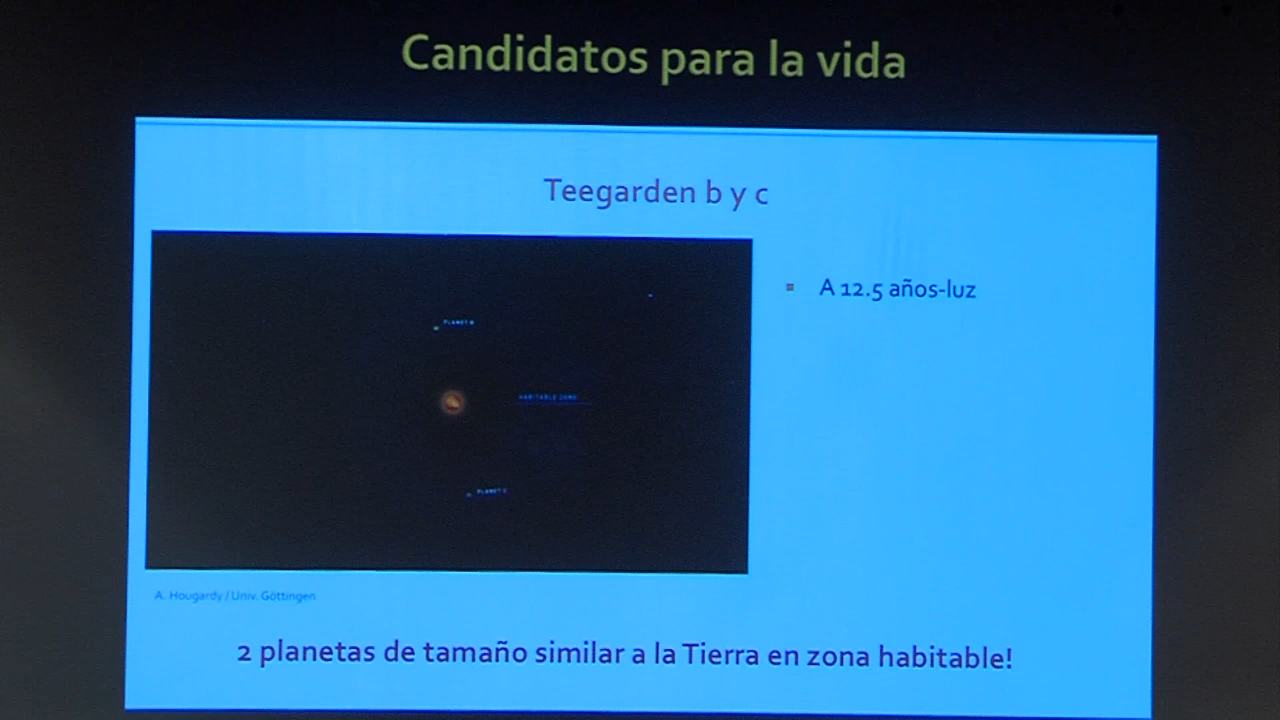 Candidatos para la vida
Teegarden b y c
A 12.5 años-luz
PLANET B
HABITABLE ZONE
PLANET C
A. Hougardy / Univ. Göttingen
2 planetas de tamaño similar a la Tierra en zona habitable!